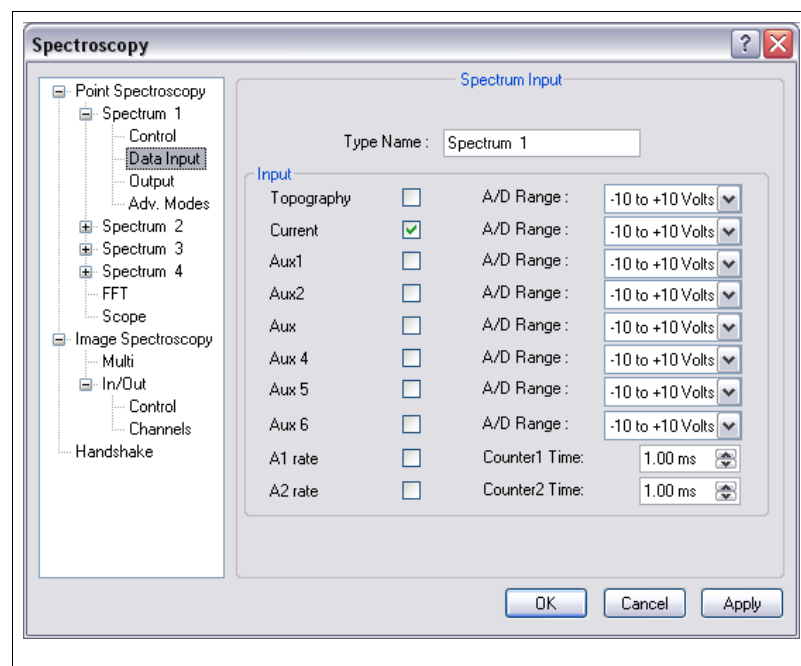 Spectroscopy
Point Spectroscopy
Spectrum 1
Control
Data Input
Output
Adv. Modes
Spectrum 2
Spectrum 3
Spectrum 4
FFT
Scope
Image Spectroscopy
Multi
In/Out
Control
Channels
Handshake
Spectrum Input
Type Name : Spectrum 1
Input
Topography A/D Range : -10 to +10 Volts
Current A/D Range : -10 to +10 Volts
Aux1 A/D Range : -10 to +10 Volts
Aux2 A/D Range : -10 to +10 Volts
Aux A/D Range : -10 to +10 Volts
Aux 4 A/D Range : -10 to +10 Volts
Aux 5 A/D Range : -10 to +10 Volts
Aux 6 A/D Range : -10 to +10 Volts
A1 rate Counter1 Time: 1.00 ms
A2 rate Counter2 Time: 1.00 ms
OK Cancel Apply